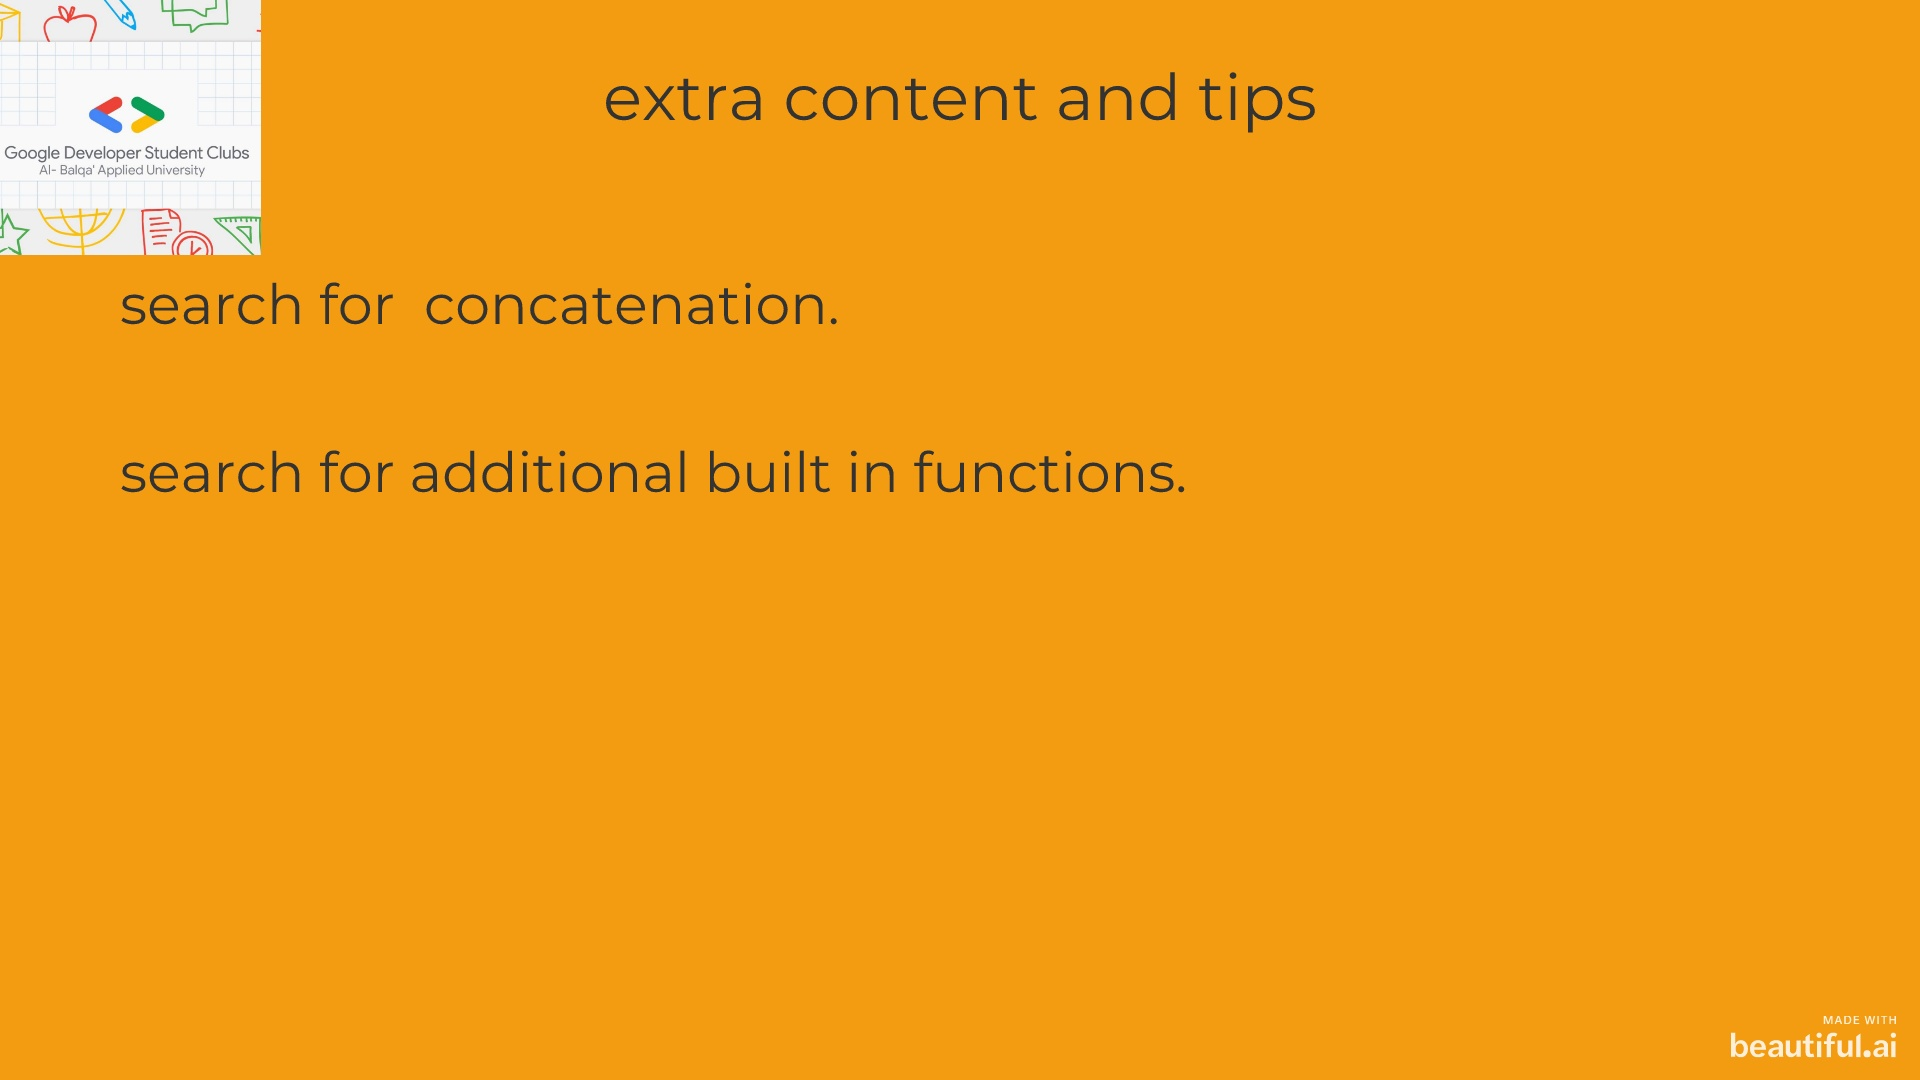 Google Developer Student Clubs
Al- Balqa' Applied University
extra content and tips
search for  concatenation.
search for additional built in functions.
MADE WITH
beautiful.ai